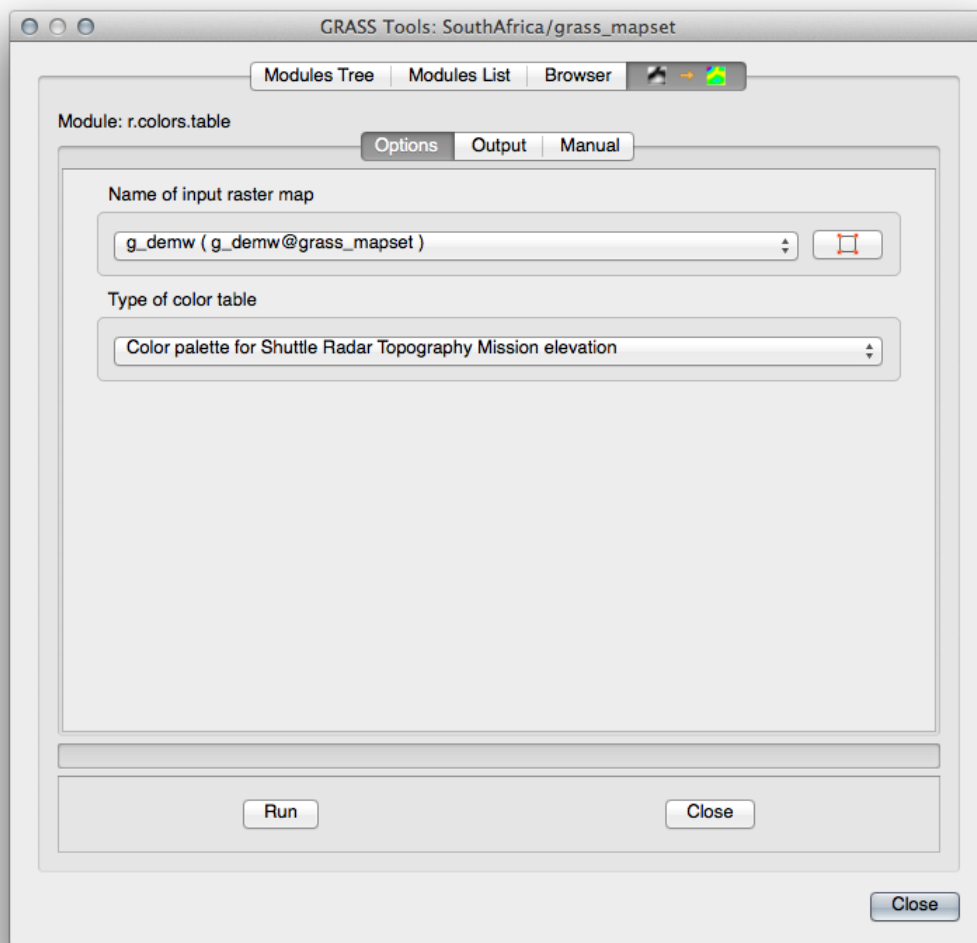 GRASS Tools: SouthAfrica/grass_mapset
Modules Tree Modules List Browser
Module: r.colors.table
Options Output Manual
Name of input raster map
g_demw ( g_demw@grass_mapset )
Type of color table
Color palette for Shuttle Radar Topography Mission elevation
Run Close
Close